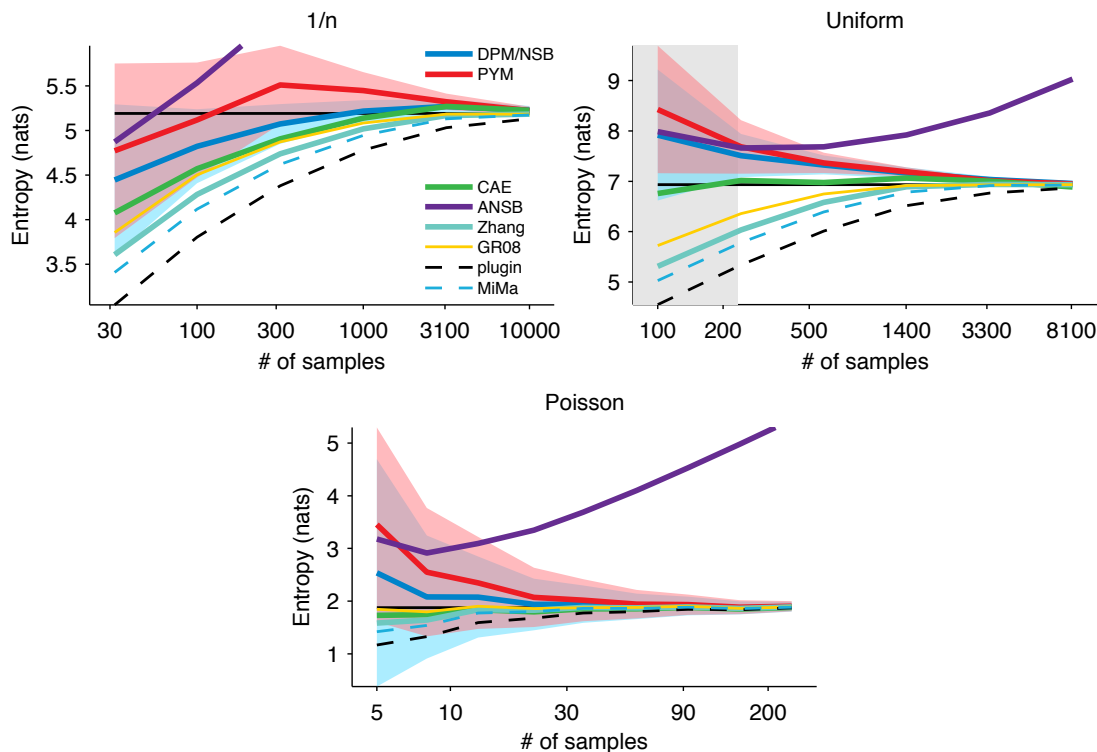 1/n
Entropy (nats)
5.5
5
4.5
4
3.5
30 100 300 1000 3100 10000
# of samples
DPM/NSB
PYM
CAE
ANSB
Zhang
GR08
plugin
MiMa
Uniform
Entropy (nats)
9
8
7
6
5
100 200 500 1400 3300 8100
# of samples
Poisson
Entropy (nats)
5
4
3
2
1
5 10 30 90 200
# of samples